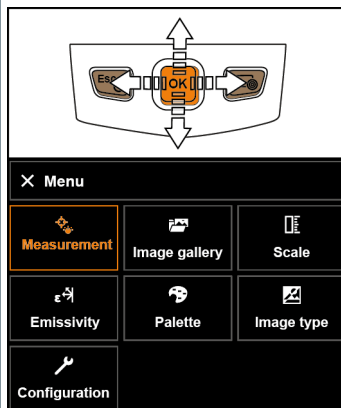 Esc
OK
Menu
Measurement
Image gallery
Scale
Emissivity
Palette
Image type
Configuration